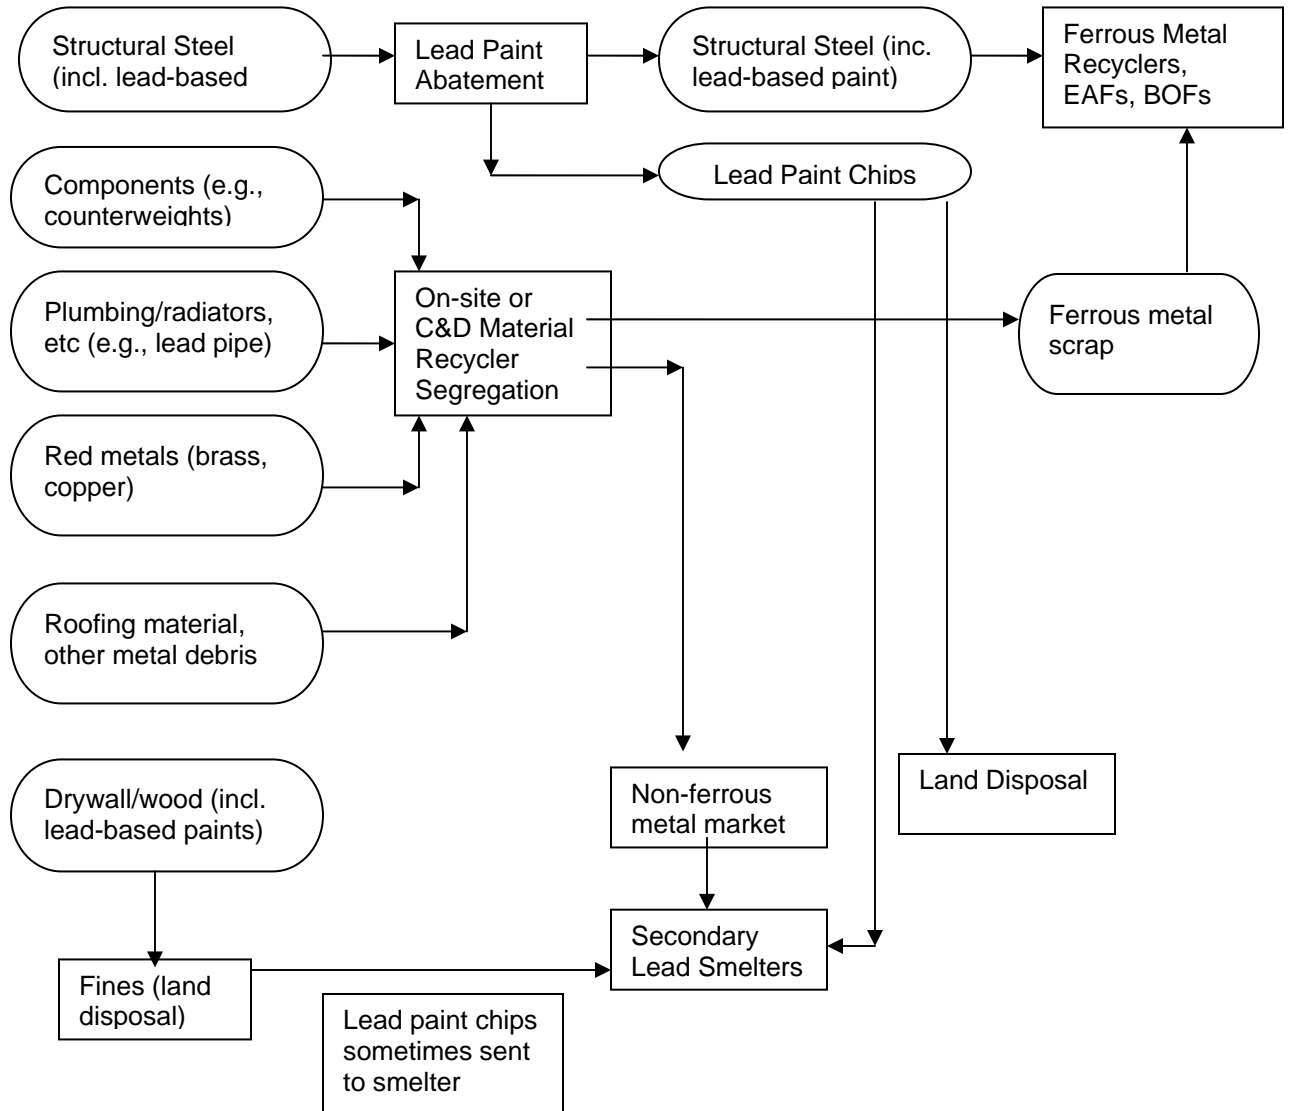 Structural Steel
(incl. lead-based
Lead Paint
Abatement
Structural Steel (inc.
lead-based paint)
Ferrous Metal
Recyclers,
EAFs, BOFs
Lead Paint Chips
Components (e.g.,
counterweights)
Plumbing/radiators,
etc (e.g., lead pipe)
On-site or
C&D Material
Recycler
Segregation
Ferrous metal
scrap
Red metals (brass,
copper)
Roofing material,
other metal debris
Drywall/wood (incl.
lead-based paints)
Non-ferrous
metal market
Land Disposal
Secondary
Lead Smelters
Fines (land
disposal)
Lead paint chips
sometimes sent
to smelter